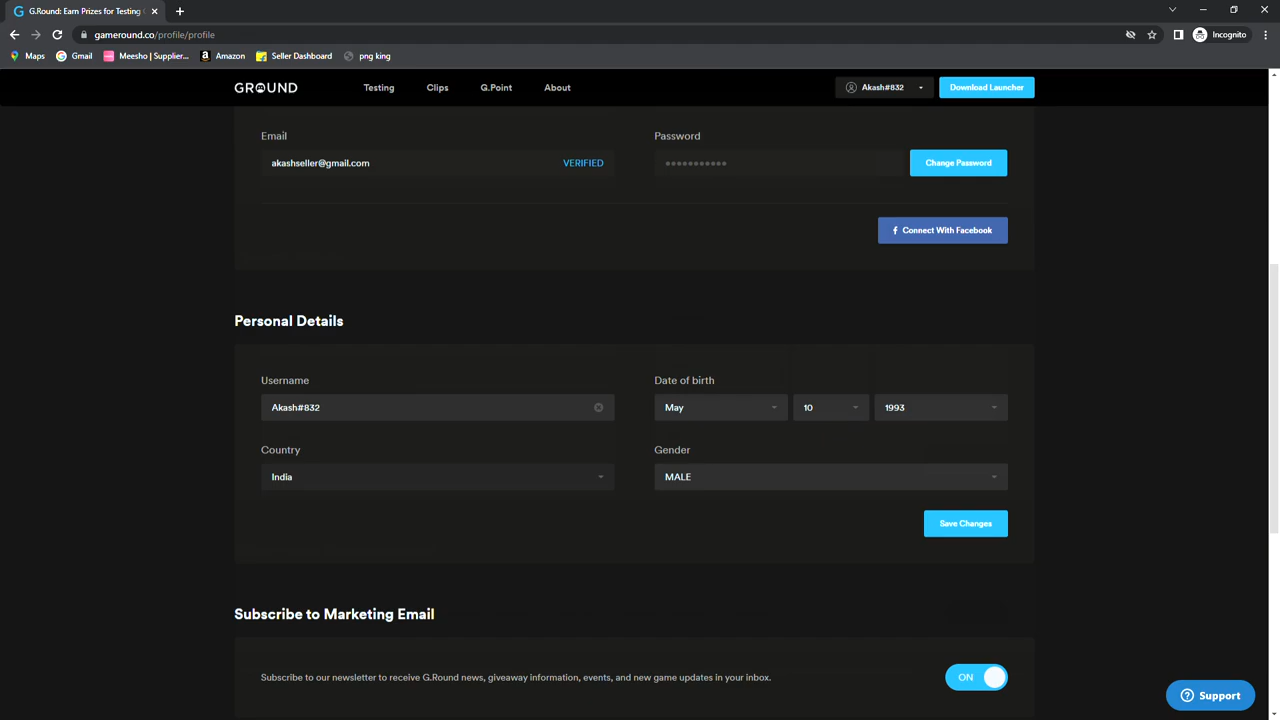 G.Round: Earn Prizes for Testing
gameround.co/profile/profile
Incognito
Maps
Gmail
Meesho | Supplier...
Amazon
Seller Dashboard
png king
GROUND
Testing
Clips
G.Point
About
Akash#832
Download Launcher
Email
Password
akashseller@gmail.com
VERIFIED
Change Password
Connect With Facebook
Personal Details
Username
Date of birth
Akash#832
May
10
1993
Country
Gender
India
MALE
Save Changes
Subscribe to Marketing Email
Subscribe to our newsletter to receive G.Round news, giveaway information, events, and new game updates in your inbox.
ON
Support